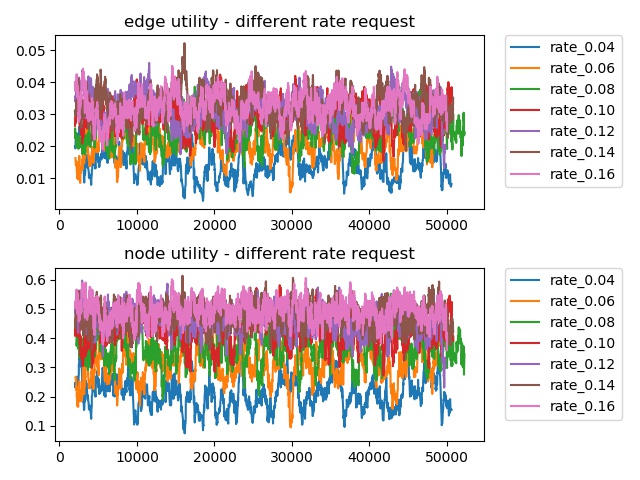 edge utility - different rate request
0.05
0.04
0.03
0.02
0.01
0 10000 20000 30000 40000 50000
rate_0.04
rate_0.06
rate_0.08
rate_0.10
rate_0.12
rate_0.14
rate_0.16
node utility - different rate request
0.6
0.5
0.4
0.3
0.2
0.1
0 10000 20000 30000 40000 50000
rate_0.04
rate_0.06
rate_0.08
rate_0.10
rate_0.12
rate_0.14
rate_0.16